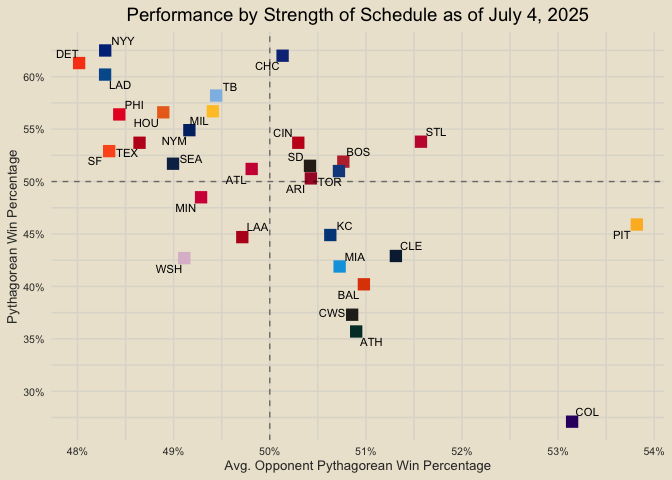 Performance by Strength of Schedule as of July 4, 2025
Pythagorean Win Percentage
60%
55%
50%
45%
40%
35%
30%
DET
NYY
LAD
CHC
TB
PHI
HOU
MIL
NYM
SF
TEX
SEA
CIN
SD
BOS
STL
ATL
ARI
TOR
MIN
LAA
WSH
KC
MIA
CLE
PIT
BAL
CWS
ATH
COL
48%
49%
50%
51%
52%
53%
54%
Avg. Opponent Pythagorean Win Percentage